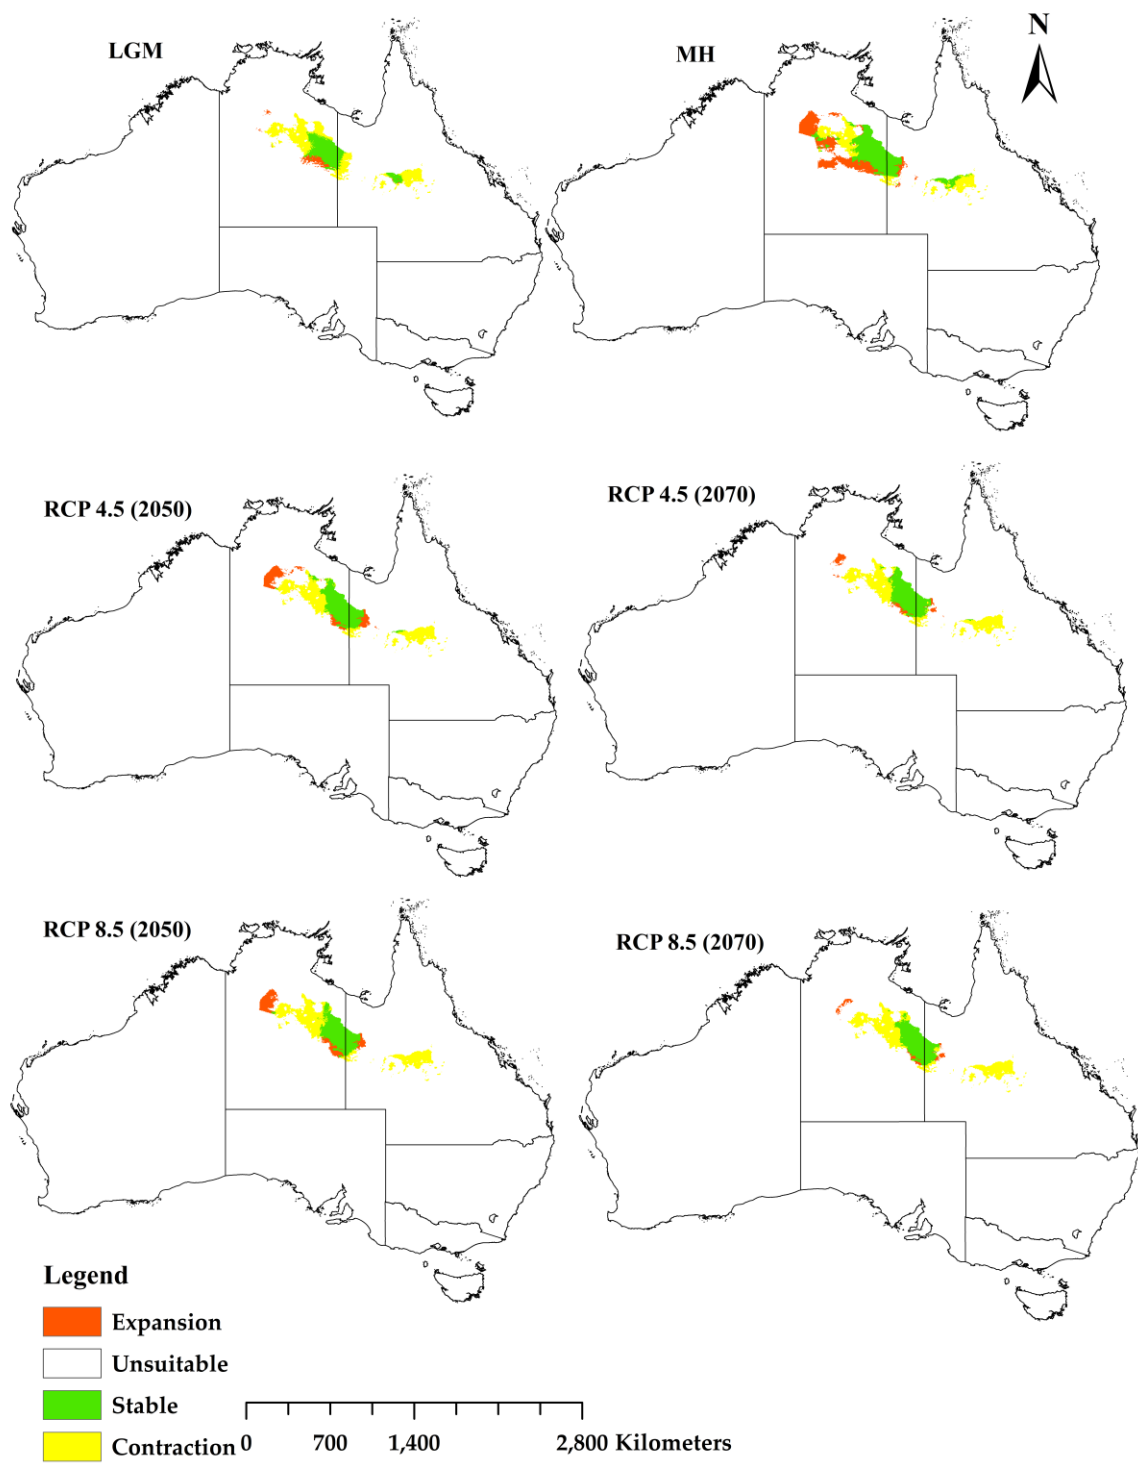 LGM
MH
N
RCP 4.5 (2050)
RCP 4.5 (2070)
RCP 8.5 (2050)
RCP 8.5 (2070)
Legend
Expansion
Unsuitable
Stable
Contraction
0 700 1,400 2,800 Kilometers